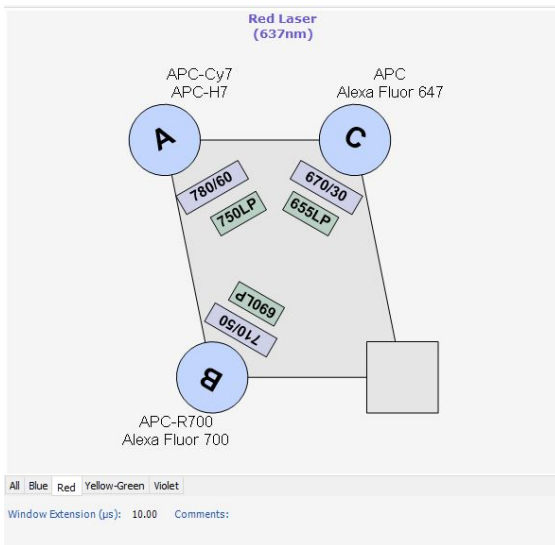 Red Laser
(637nm)
APC-Cy7
APC-H7
APC
Alexa Fluor 647
A
C
780/60
750LP
670/30
655LP
690LP
710/50
B
APC-R700
Alexa Fluor 700
All Blue Red Yellow-Green Violet
Window Extension (µs): 10.00 Comments: